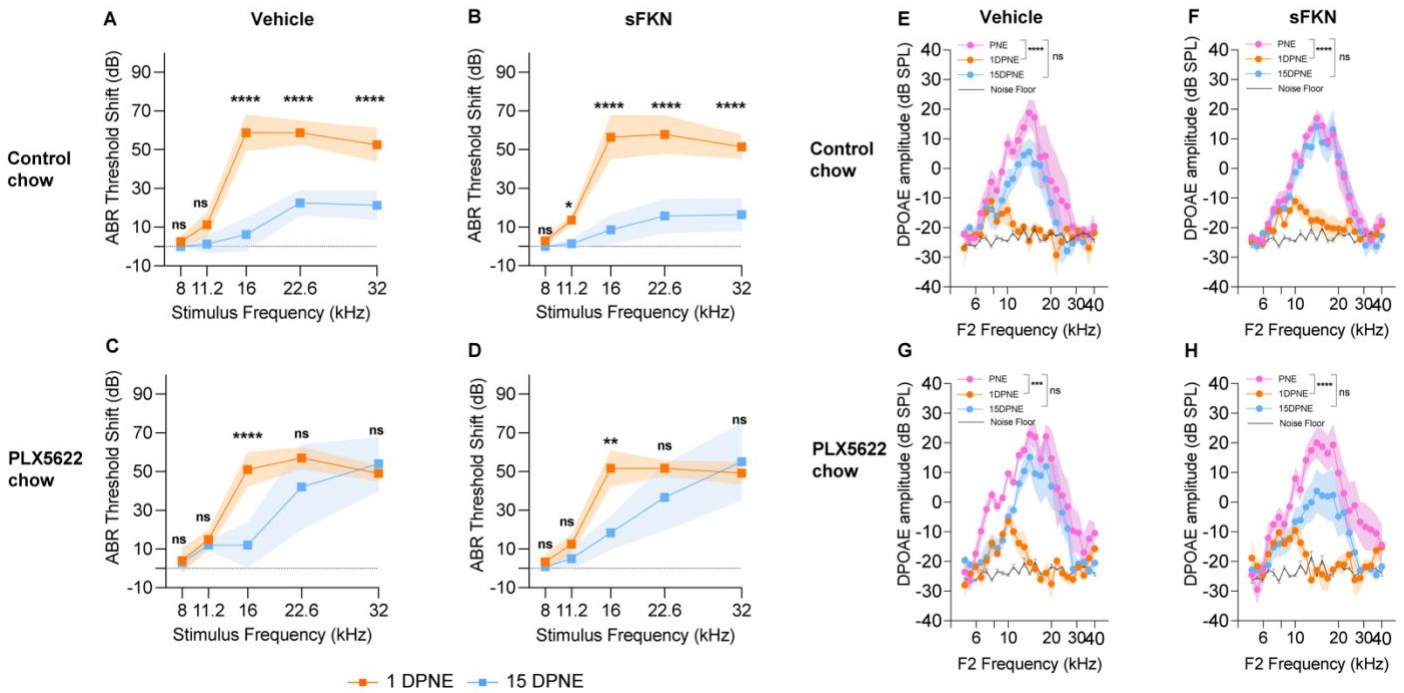 A
Vehicle
B
sFKN
Control chow
ABR Threshold Shift (dB)
90
70
50
30
10
-10
ns
ns
****
****
****
8 11.2 16 22.6 32
Stimulus Frequency (kHz)
ABR Threshold Shift (dB)
90
70
50
30
10
-10
ns
*
****
****
****
8 11.2 16 22.6 32
Stimulus Frequency (kHz)
C
D
PLX5622 chow
ABR Threshold Shift (dB)
90
70
50
30
10
-10
ns
ns
****
ns
ns
8 11.2 16 22.6 32
Stimulus Frequency (kHz)
ABR Threshold Shift (dB)
90
70
50
30
10
-10
ns
ns
**
ns
ns
8 11.2 16 22.6 32
Stimulus Frequency (kHz)
1 DPNE 15 DPNE
E
Vehicle
F
sFKN
Control chow
DPOAE amplitude (dB SPL)
40
30
20
10
0
-10
-20
-30
-40
PNE
1DPNE
15DPNE
Noise Floor
****
ns
6 10 20 30 40
F2 Frequency (kHz)
DPOAE amplitude (dB SPL)
40
30
20
10
0
-10
-20
-30
-40
PNE
1DPNE
15DPNE
Noise Floor
****
ns
6 10 20 30 40
F2 Frequency (kHz)
G
H
PLX5622 chow
DPOAE amplitude (dB SPL)
40
30
20
10
0
-10
-20
-30
-40
PNE
1DPNE
15DPNE
Noise Floor
***
ns
6 10 20 30 40
F2 Frequency (kHz)
DPOAE amplitude (dB SPL)
40
30
20
10
0
-10
-20
-30
-40
PNE
1DPNE
15DPNE
Noise Floor
****
ns
6 10 20 30 40
F2 Frequency (kHz)